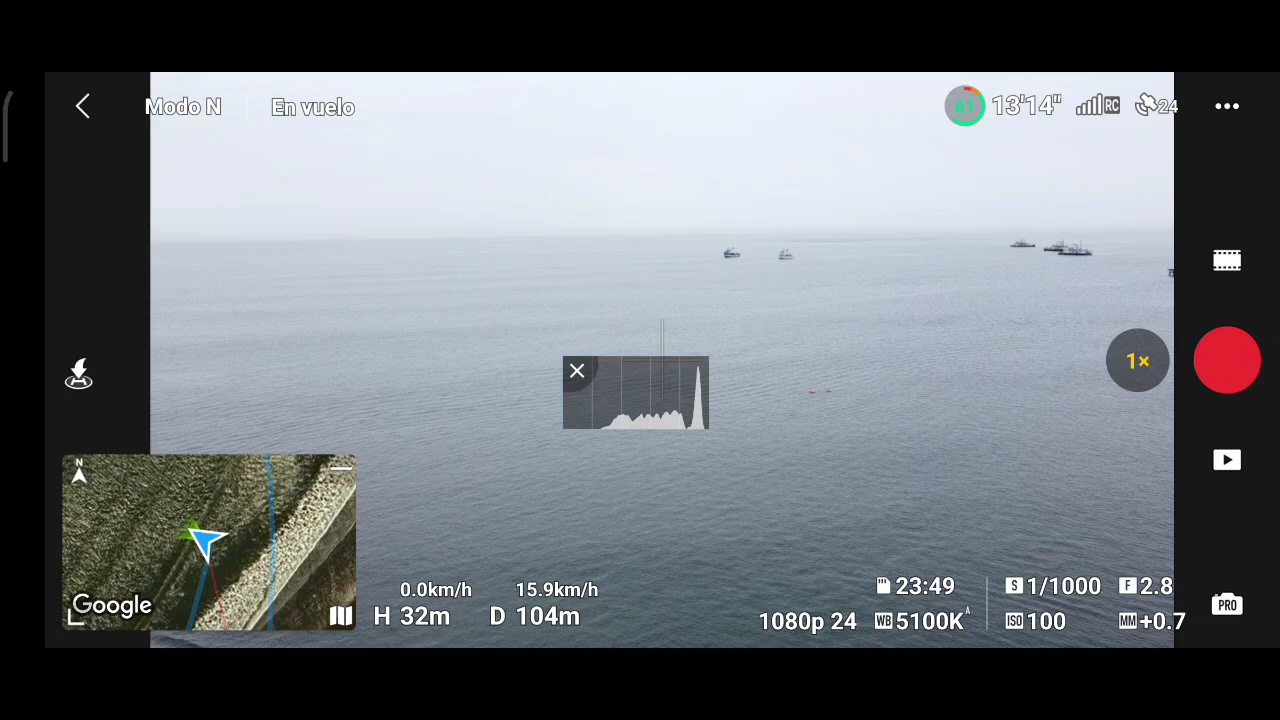 Modo N
En vuelo
61
13'14"
RC
24
1×
N
Google
0.0km/h
15.9km/h
H 32m
D 104m
23:49
S 1/1000
F 2.8
1080p 24
WB 5100K A
ISO 100
MM +0.7
PRO